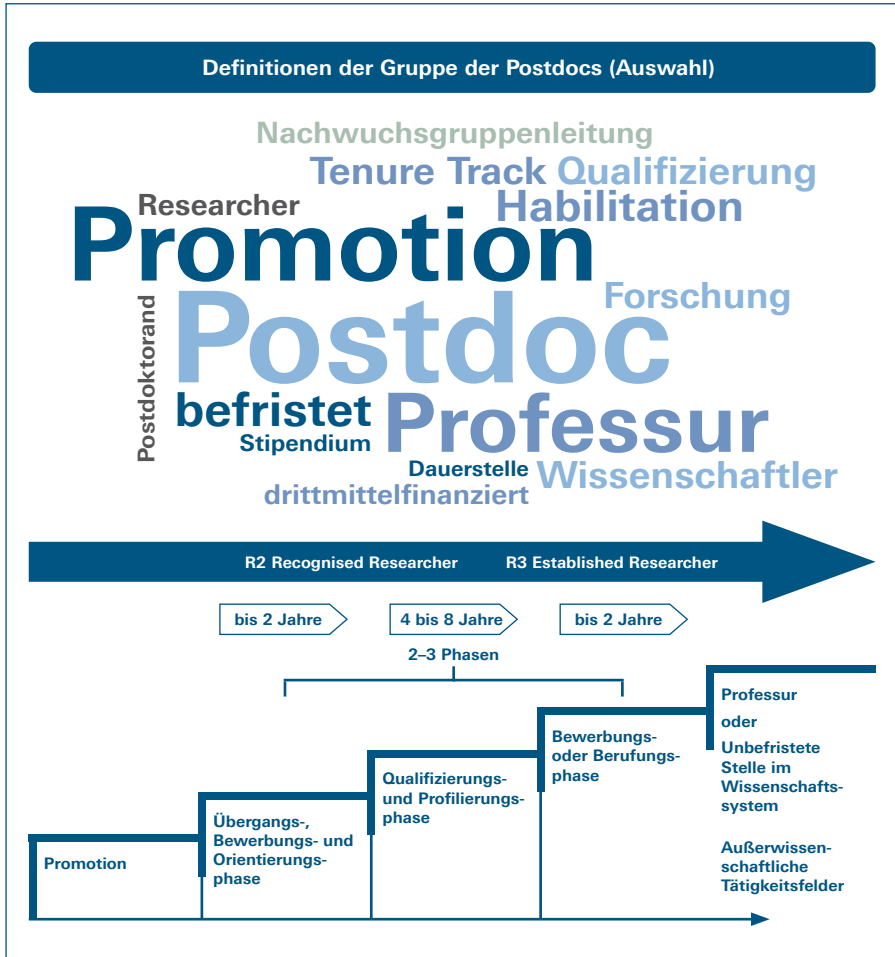 Definitionen der Gruppe der Postdocs (Auswahl)
Nachwuchsgruppenleitung
Tenure Track
Qualifizierung
Researcher
Habilitation
Promotion
Forschung
Postdoktorand
Postdoc
befristet
Professur
Stipendium
Dauerstelle
Wissenschaftler
drittmittelfinanziert
R2 Recognised Researcher
R3 Established Researcher
bis 2 Jahre
4 bis 8 Jahre
bis 2 Jahre
2–3 Phasen
Promotion
Übergangs-,
Bewerbungs- und
Orientierungs-
phase
Qualifizierungs-
und Profilierungs-
phase
Bewerbungs-
oder Berufungs-
phase
Professur
oder
Unbefristete
Stelle im
Wissenschafts-
system
Außerwissen-
schaftliche
Tätigkeitsfelder